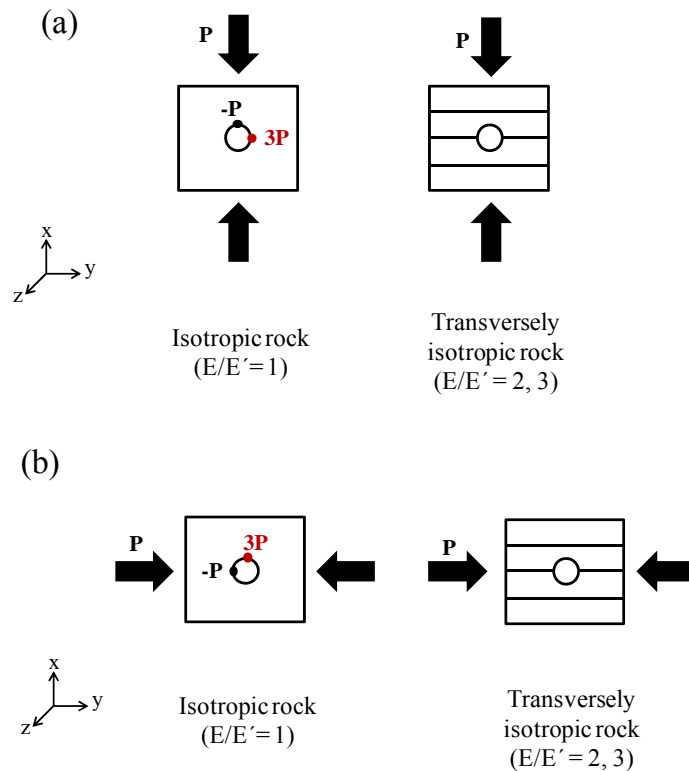 (a)
P
P
-P
3P
x
y
z
Isotropic rock
(E/E´= 1)
Transversely
isotropic rock
(E/E´ = 2, 3)
(b)
P
3P
-P
P
x
y
z
Isotropic rock
(E/E´=1)
Transversely
isotropic rock
(E/E´ = 2, 3)